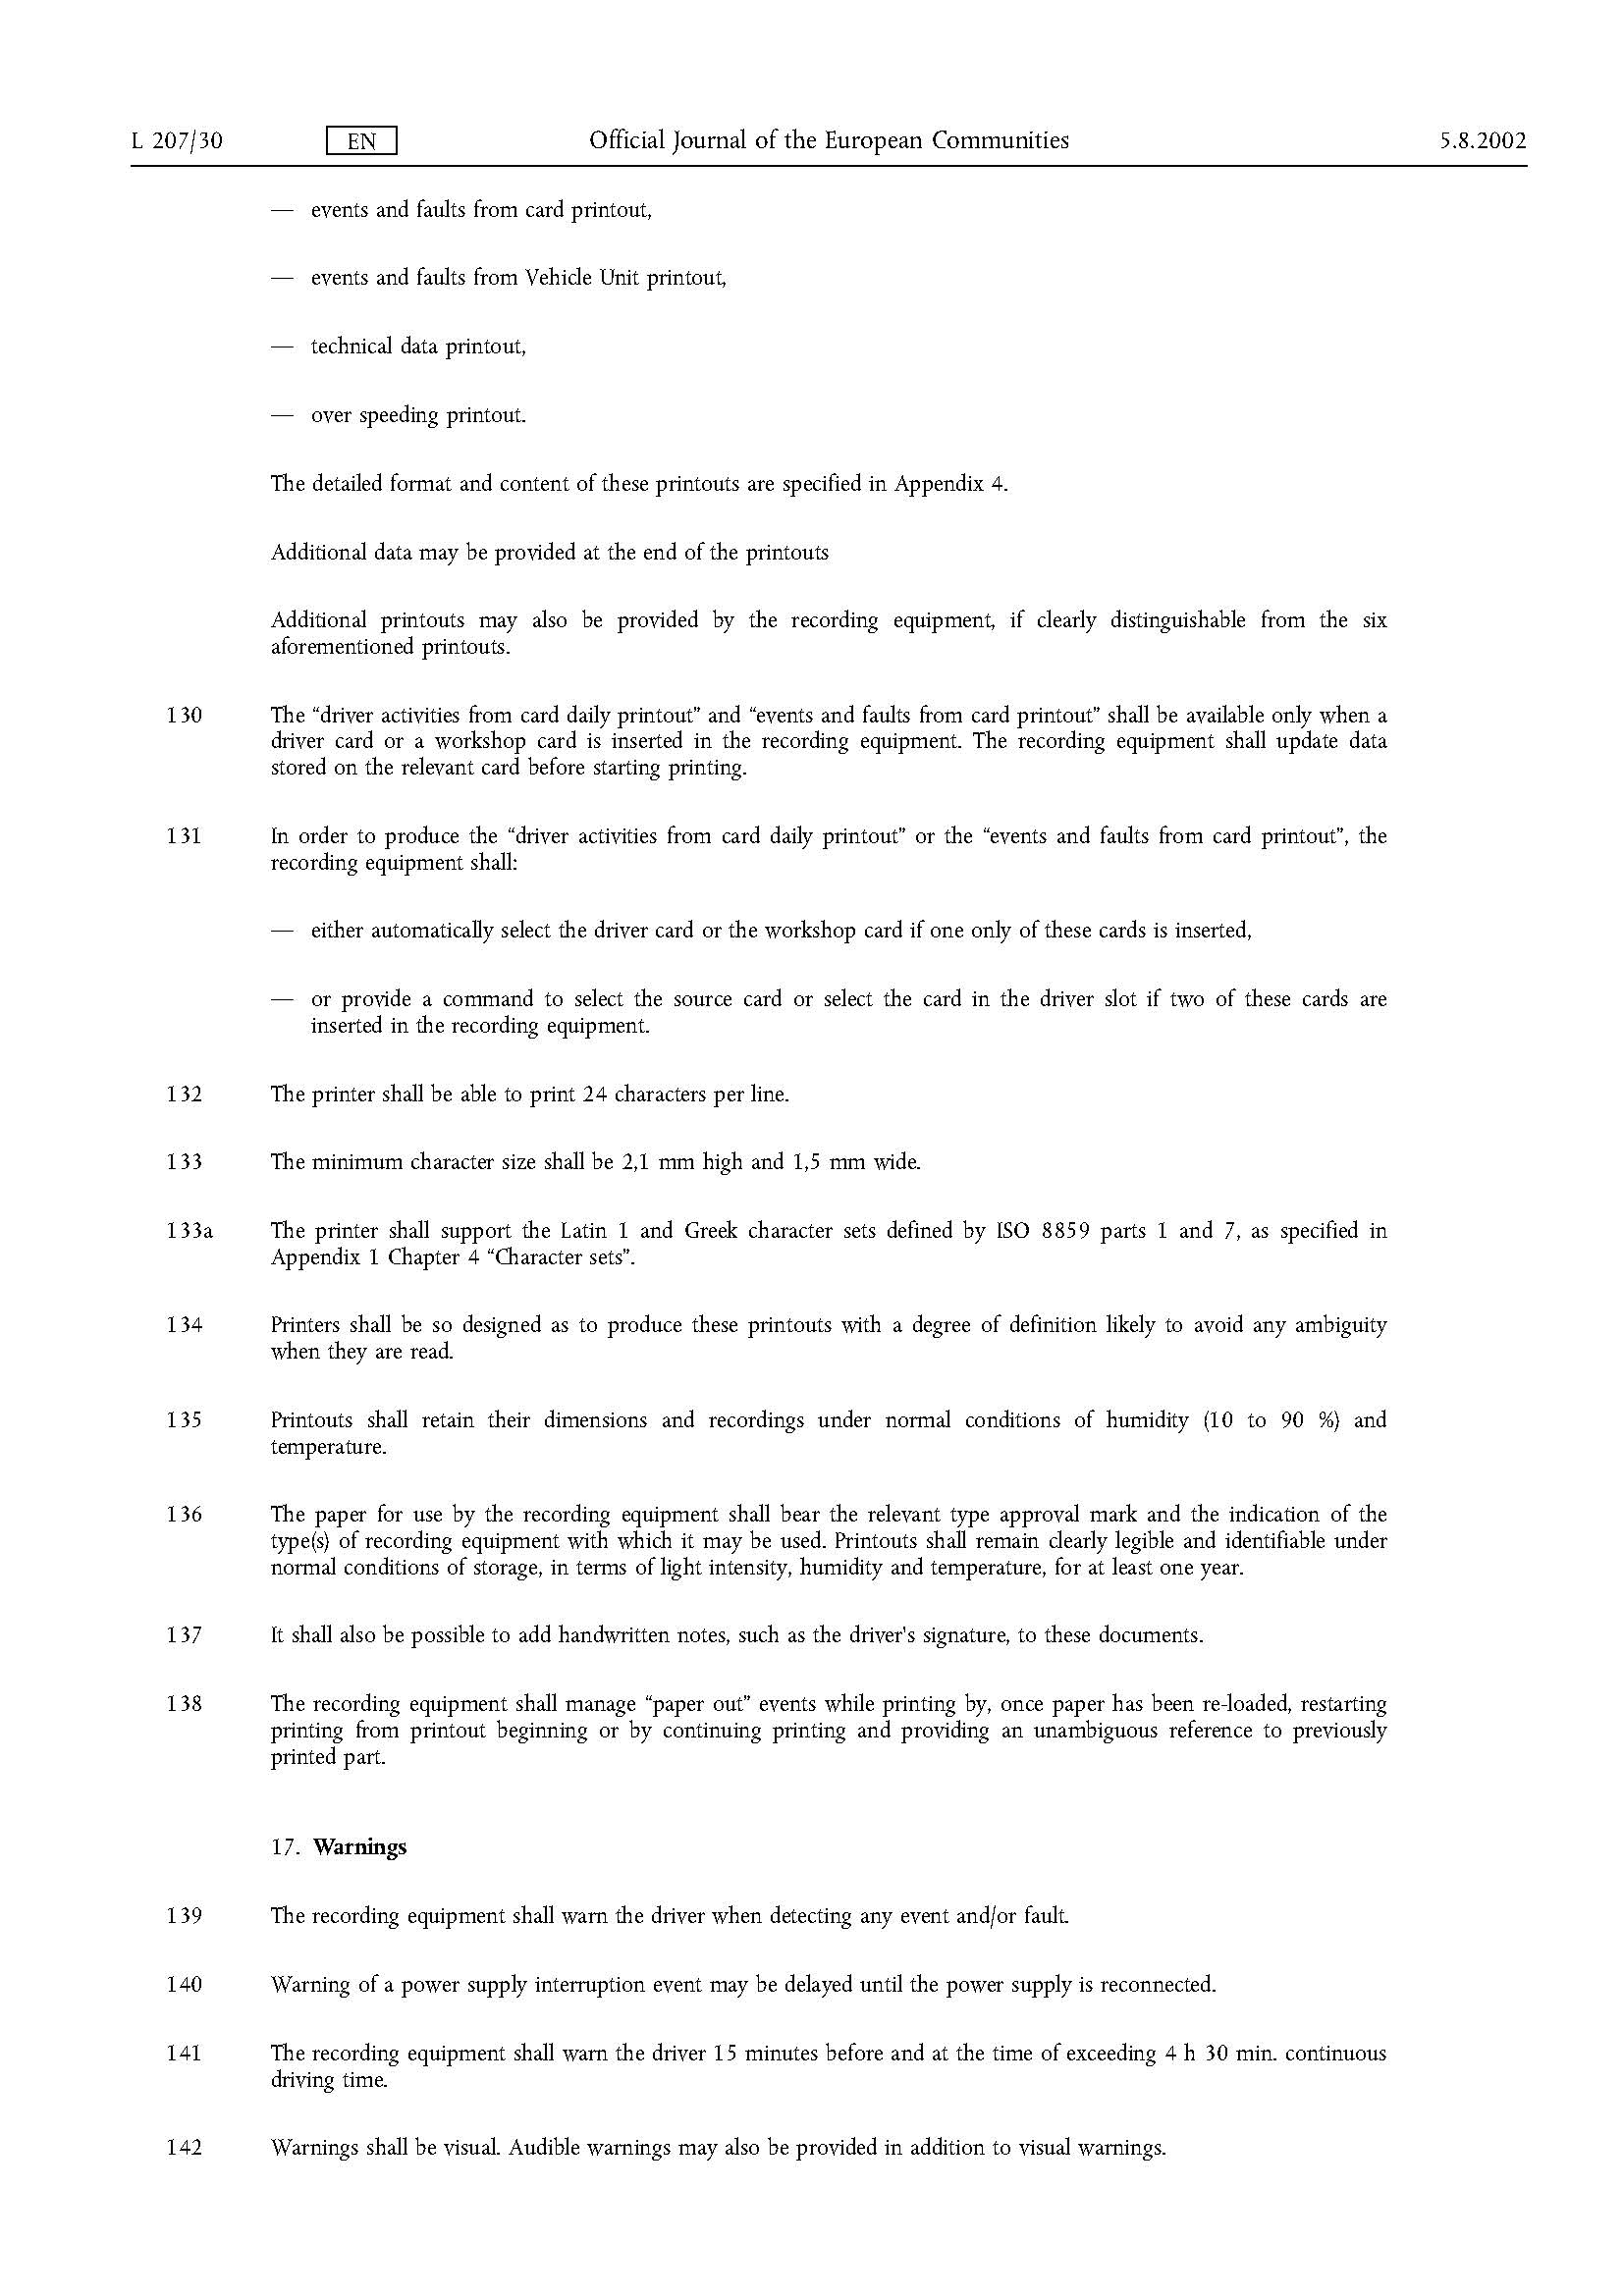 L 207/30 EN Official Journal of the European Communities 5.8.2002
— events and faults from card printout,
— events and faults from Vehicle Unit printout,
— technical data printout,
— over speeding printout.
The detailed format and content of these printouts are specified in Appendix 4.
Additional data may be provided at the end of the printouts
Additional printouts may also be provided by the recording equipment, if clearly distinguishable from the six
aforementioned printouts.
130 The “driver activities from card daily printout” and “events and faults from card printout” shall be available only when a
driver card or a workshop card is inserted in the recording equipment. The recording equipment shall update data
stored on the relevant card before starting printing.
131 In order to produce the “driver activities from card daily printout” or the “events and faults from card printout”, the
recording equipment shall:
— either automatically select the driver card or the workshop card if one only of these cards is inserted,
— or provide a command to select the source card or select the card in the driver slot if two of these cards are
inserted in the recording equipment.
132 The printer shall be able to print 24 characters per line.
133 The minimum character size shall be 2,1 mm high and 1,5 mm wide.
133a The printer shall support the Latin 1 and Greek character sets defined by ISO 8859 parts 1 and 7, as specified in
Appendix 1 Chapter 4 “Character sets”.
134 Printers shall be so designed as to produce these printouts with a degree of definition likely to avoid any ambiguity
when they are read.
135 Printouts shall retain their dimensions and recordings under normal conditions of humidity (10 to 90 %) and
temperature.
136 The paper for use by the recording equipment shall bear the relevant type approval mark and the indication of the
type(s) of recording equipment with which it may be used. Printouts shall remain clearly legible and identifiable under
normal conditions of storage, in terms of light intensity, humidity and temperature, for at least one year.
137 It shall also be possible to add handwritten notes, such as the driver's signature, to these documents.
138 The recording equipment shall manage “paper out” events while printing by, once paper has been re-loaded, restarting
printing from printout beginning or by continuing printing and providing an unambiguous reference to previously
printed part.
17. Warnings
139 The recording equipment shall warn the driver when detecting any event and/or fault.
140 Warning of a power supply interruption event may be delayed until the power supply is reconnected.
141 The recording equipment shall warn the driver 15 minutes before and at the time of exceeding 4 h 30 min. continuous
driving time.
142 Warnings shall be visual. Audible warnings may also be provided in addition to visual warnings.